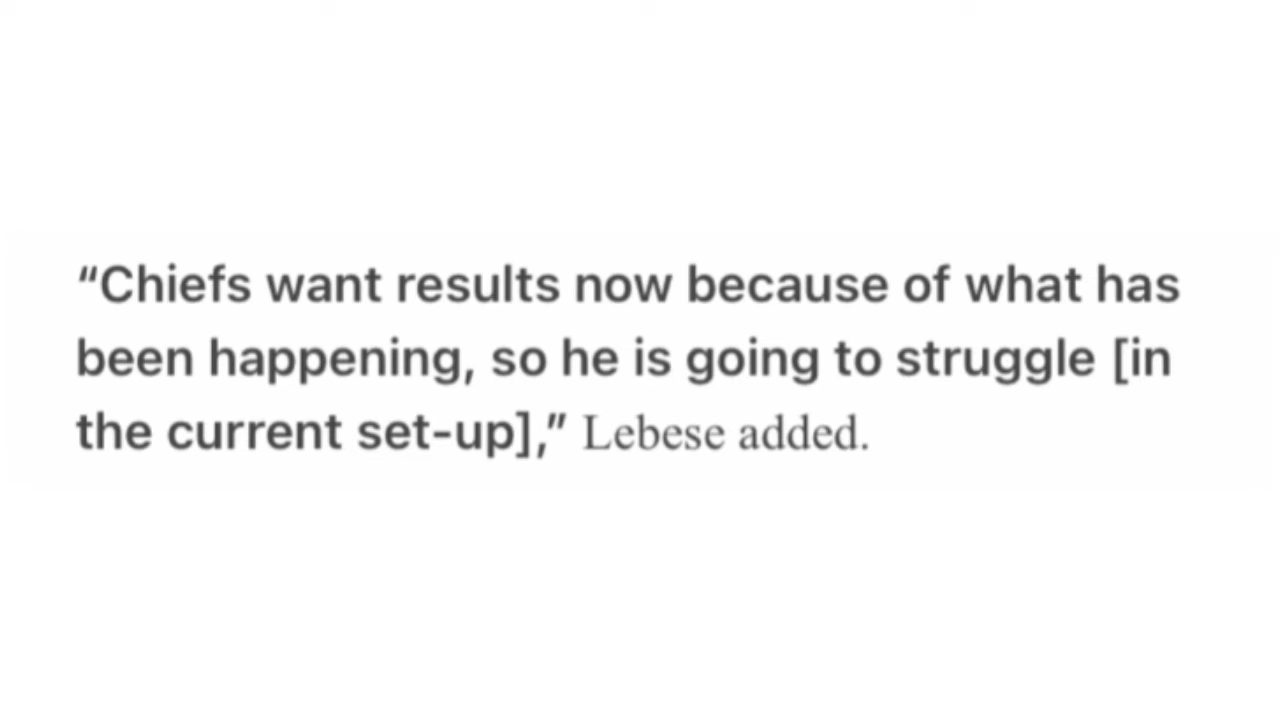 “Chiefs want results now because of what has
been happening, so he is going to struggle [in
the current set-up],” Lebese added.